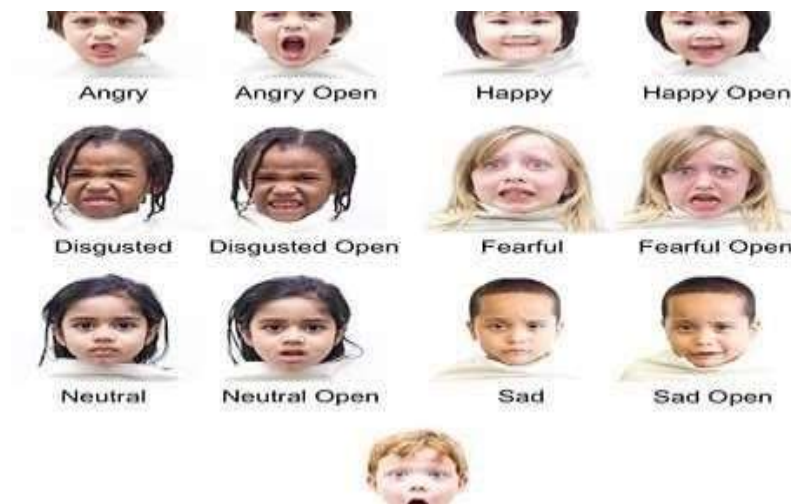 Angry Angry Open Happy Happy Open
Disgusted Disgusted Open Fearful Fearful Open
Neutral Neutral Open Sad Sad Open